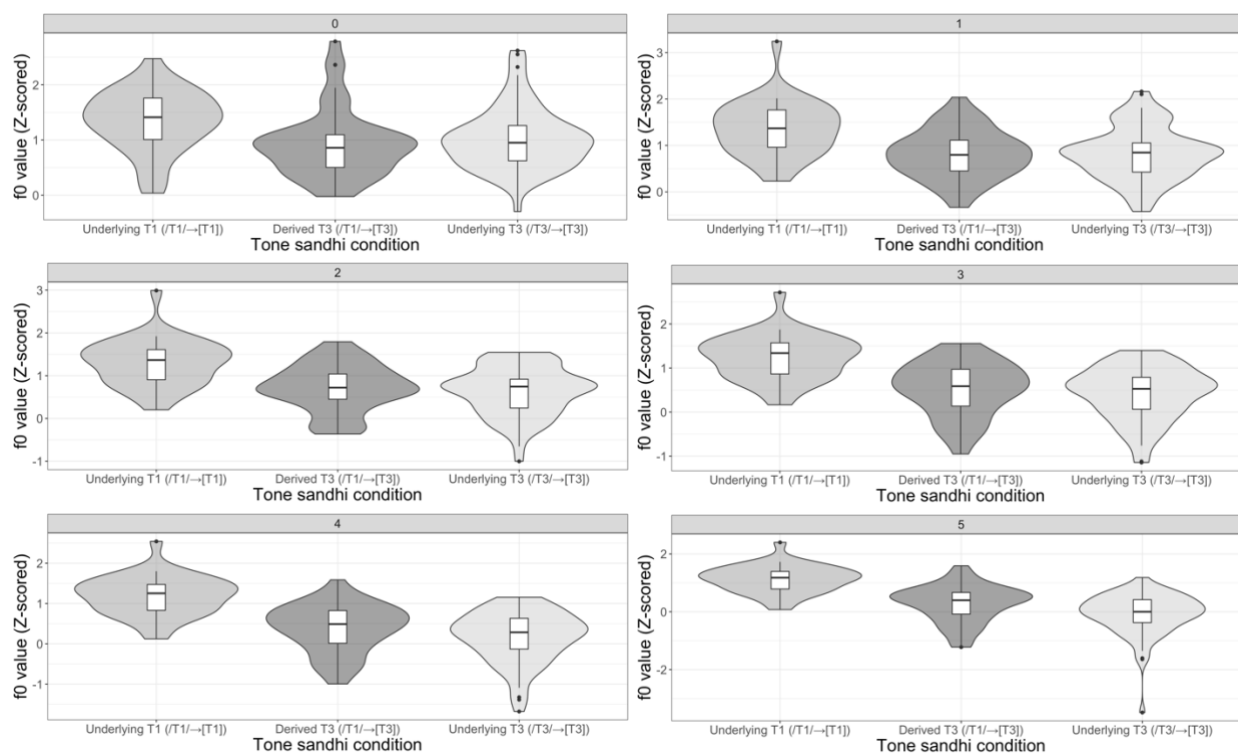 0
f0 value (Z-scored)
2
1
0
Underlying T1 (/T1/→[T1])
Derived T3 (/T1/→[T3])
Underlying T3 (/T3/→[T3])
Tone sandhi condition
1
f0 value (Z-scored)
3
2
1
0
Underlying T1 (/T1/→[T1])
Derived T3 (/T1/→[T3])
Underlying T3 (/T3/→[T3])
Tone sandhi condition
2
f0 value (Z-scored)
3
2
1
0
-1
Underlying T1 (/T1/→[T1])
Derived T3 (/T1/→[T3])
Underlying T3 (/T3/→[T3])
Tone sandhi condition
3
f0 value (Z-scored)
2
1
0
-1
Underlying T1 (/T1/→[T1])
Derived T3 (/T1/→[T3])
Underlying T3 (/T3/→[T3])
Tone sandhi condition
4
f0 value (Z-scored)
2
1
0
-1
Underlying T1 (/T1/→[T1])
Derived T3 (/T1/→[T3])
Underlying T3 (/T3/→[T3])
Tone sandhi condition
5
f0 value (Z-scored)
2
0
-2
Underlying T1 (/T1/→[T1])
Derived T3 (/T1/→[T3])
Underlying T3 (/T3/→[T3])
Tone sandhi condition